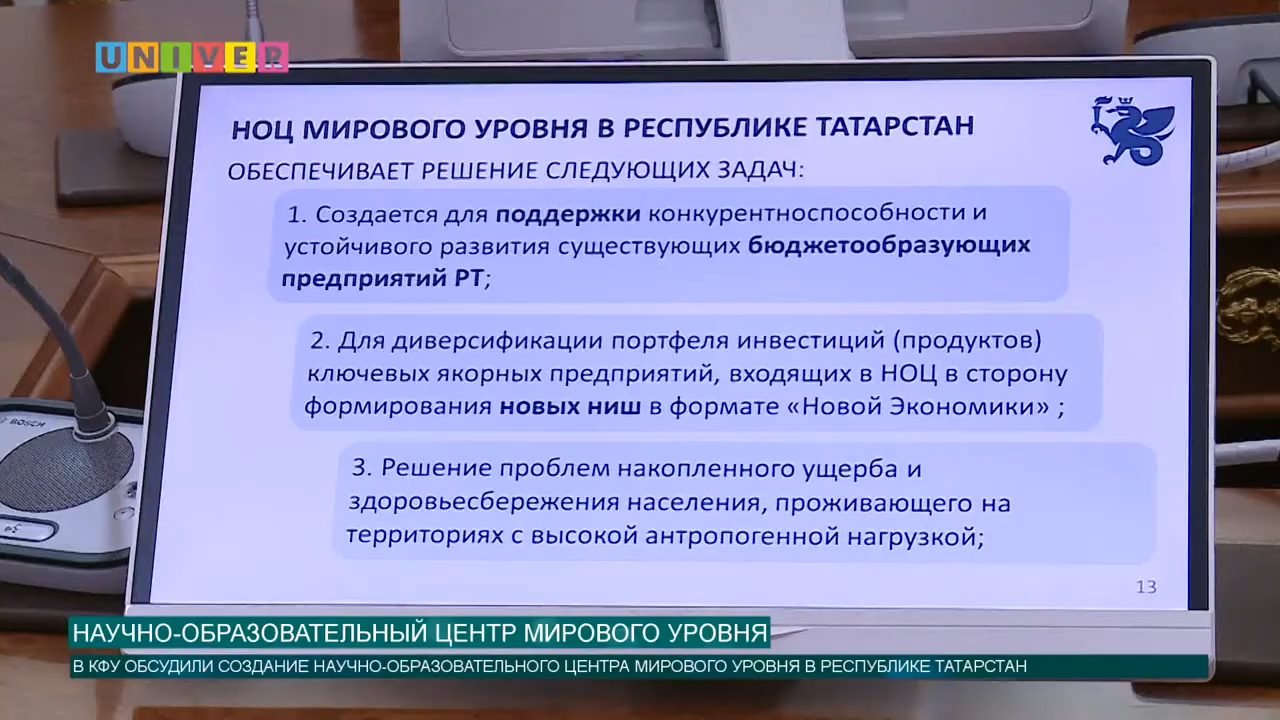 UNIVER
НОЦ МИРОВОГО УРОВНЯ В РЕСПУБЛИКЕ ТАТАРСТАН
ОБЕСПЕЧИВАЕТ РЕШЕНИЕ СЛЕДУЮЩИХ ЗАДАЧ:
1. Создается для поддержки конкурентноспособности и
устойчивого развития существующих бюджетообразующих
предприятий РТ;
2. Для диверсификации портфеля инвестиций (продуктов)
ключевых якорных предприятий, входящих в НОЦ в сторону
формирования новых ниш в формате «Новой Экономики» ;
3. Решение проблем накопленного ущерба и
здоровьесбережения населения, проживающего на
территориях с высокой антропогенной нагрузкой;
13
BOSCH
НАУЧНО-ОБРАЗОВАТЕЛЬНЫЙ ЦЕНТР МИРОВОГО УРОВНЯ
В КФУ ОБСУДИЛИ СОЗДАНИЕ НАУЧНО-ОБРАЗОВАТЕЛЬНОГО ЦЕНТРА МИРОВОГО УРОВНЯ В РЕСПУБЛИКЕ ТАТАРСТАН